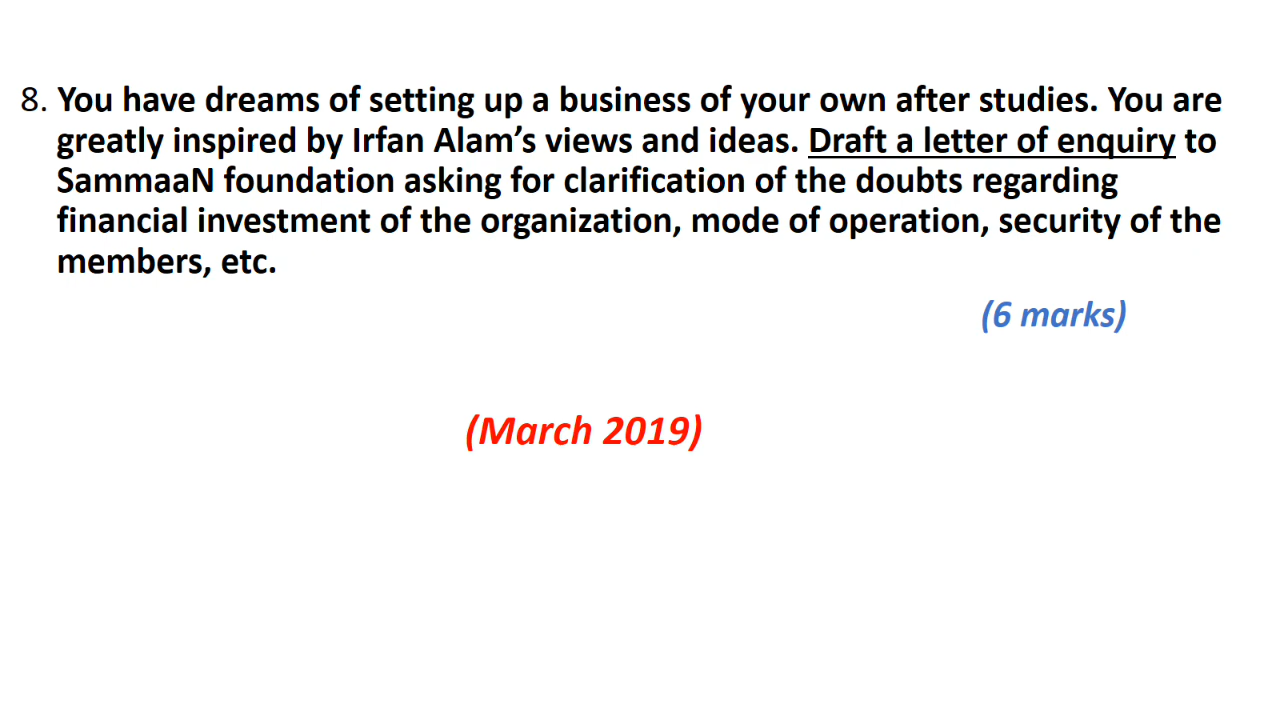 8. You have dreams of setting up a business of your own after studies. You are
greatly inspired by Irfan Alam’s views and ideas. Draft a letter of enquiry to
SammaaN foundation asking for clarification of the doubts regarding
financial investment of the organization, mode of operation, security of the
members, etc.
(6 marks)
(March 2019)